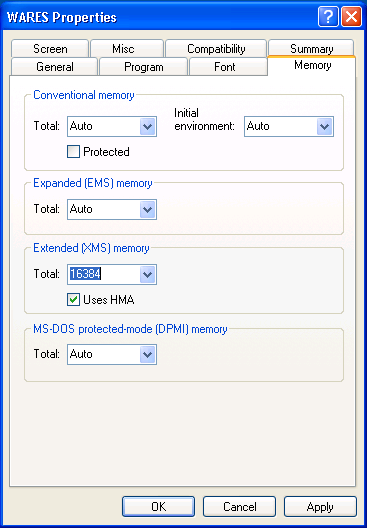 WARES Properties
Screen Misc Compatibility Summary
General Program Font Memory
Conventional memory
Total: Auto Initial environment: Auto
Protected
Expanded (EMS) memory
Total: Auto
Extended (XMS) memory
Total: 16384
Uses HMA
MS-DOS protected-mode (DPMI) memory
Total: Auto
OK Cancel Apply